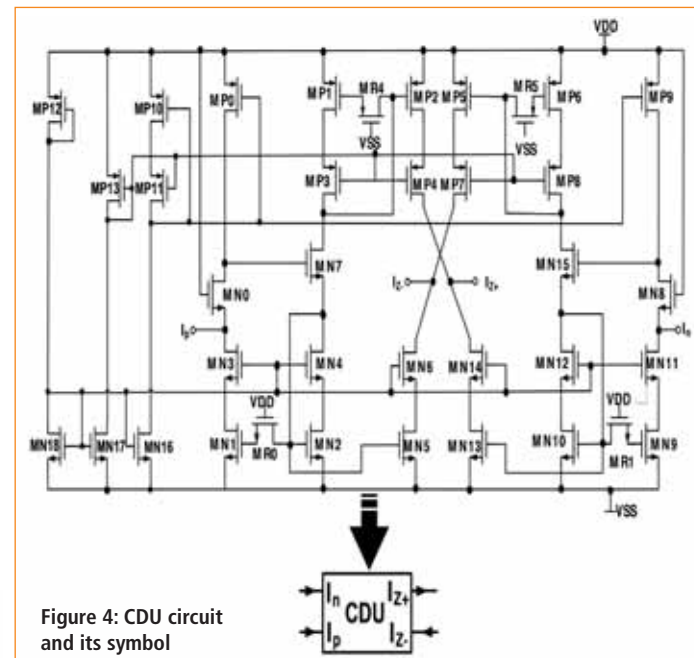 VDD
MP12
MP10
MP0
MP1
MR4
MP2
MP5
MR5
MP6
MP9
VSS
VSS
MP13
MP11
MP3
MP4
MP7
MP8
MN7
MN15
MN0
Iz-
Iz+
MN8
Ip
In
MN3
MN4
MN6
MN14
MN12
MN11
VDD
VDD
MN18
MN17
MN16
MN1
MR0
MN2
MN5
MN13
MN10
MR1
MN9
VSS
In
Iz+
CDU
Ip
Iz-
Figure 4: CDU circuit
and its symbol